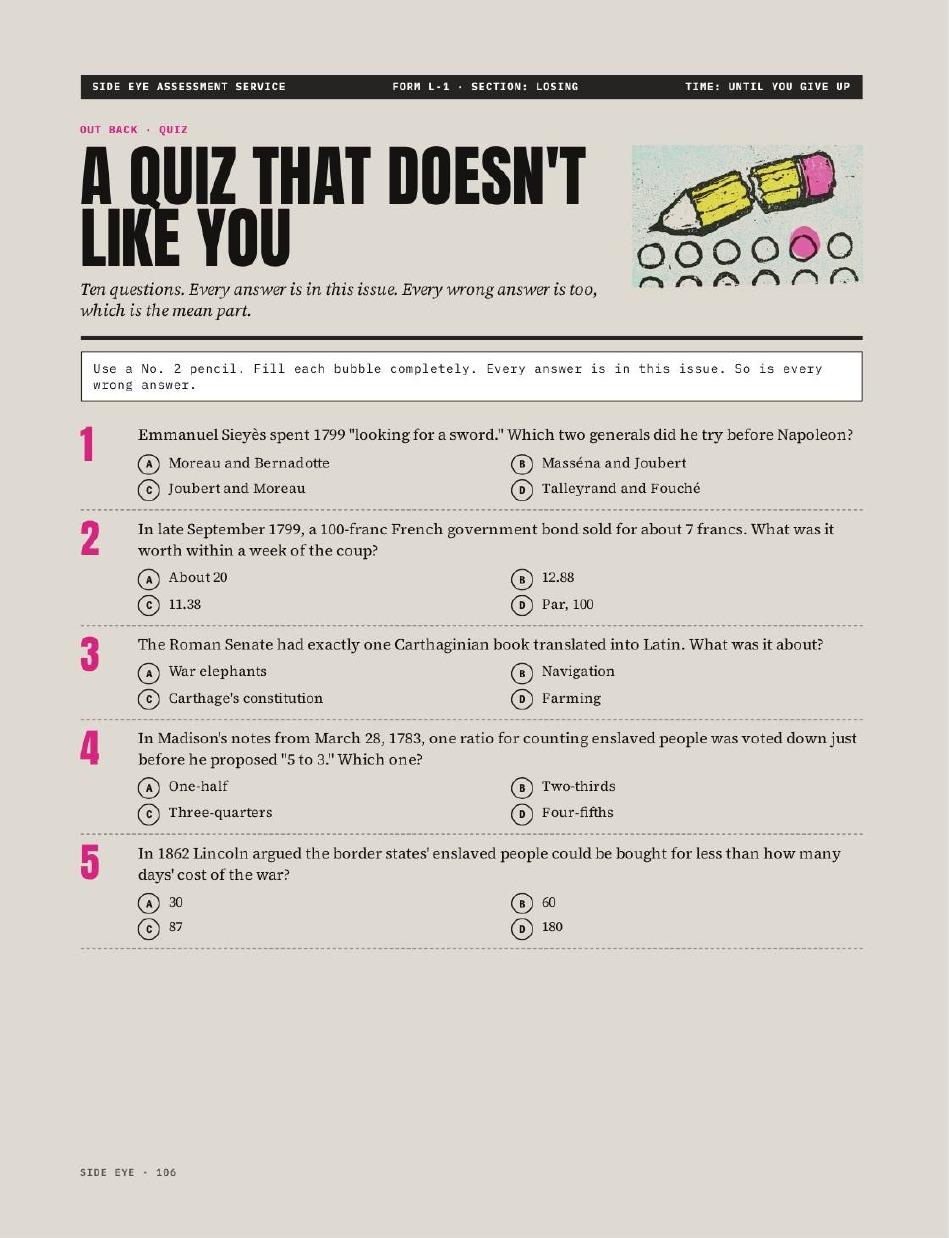 SIDE EYE ASSESSMENT SERVICE FORM L-1 · SECTION: LOSING TIME: UNTIL YOU GIVE UP
OUT BACK · QUIZ
A QUIZ THAT DOESN'T
LIKE YOU
Ten questions. Every answer is in this issue. Every wrong answer is too,
which is the mean part.
Use a No. 2 pencil. Fill each bubble completely. Every answer is in this issue. So is every
wrong answer.
1 Emmanuel Sieyès spent 1799 "looking for a sword." Which two generals did he try before Napoleon?
A Moreau and Bernadotte B Masséna and Joubert
C Joubert and Moreau D Talleyrand and Fouché
2 In late September 1799, a 100-franc French government bond sold for about 7 francs. What was it
worth within a week of the coup?
A About 20 B 12.88
C 11.38 D Par, 100
3 The Roman Senate had exactly one Carthaginian book translated into Latin. What was it about?
A War elephants B Navigation
C Carthage's constitution D Farming
4 In Madison's notes from March 28, 1783, one ratio for counting enslaved people was voted down just
before he proposed "5 to 3." Which one?
A One-half B Two-thirds
C Three-quarters D Four-fifths
5 In 1862 Lincoln argued the border states' enslaved people could be bought for less than how many
days' cost of the war?
A 30 B 60
C 87 D 180
SIDE EYE · 106